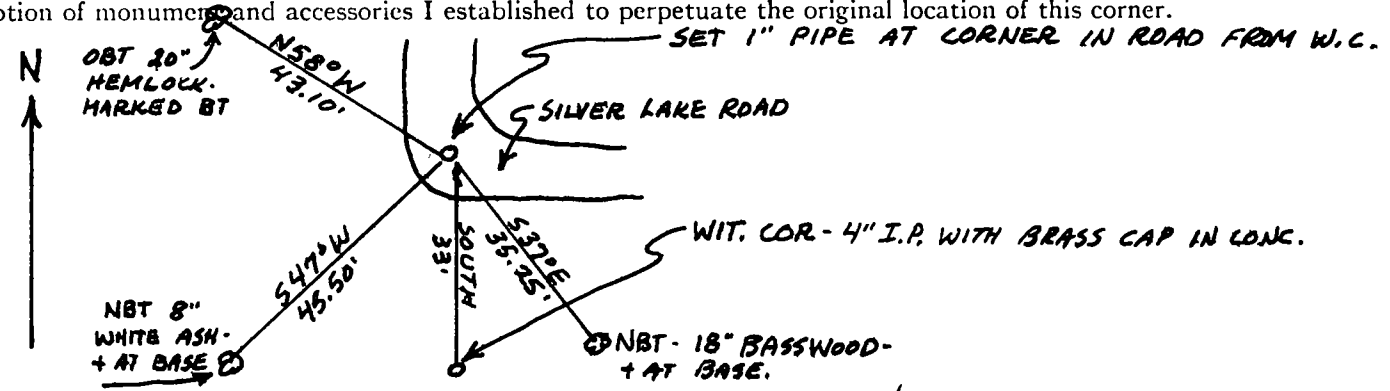 otion of monument and accessories I established to perpetuate the original location of this corner.
SET 1" PIPE AT CORNER IN ROAD FROM W.C.
N
OBT 20"
HEMLOCK.
MARKED BT
N58°W
43.10'
SILVER LAKE ROAD
WIT. COR - 4" I.P. WITH BRASS CAP IN CONC.
S47°W
45.50'
SOUTH
33'
S37°E
35.25'
NBT 8"
WHITE ASH-
+ AT BASE
NBT - 18" BASSWOOD-
+ AT BASE.